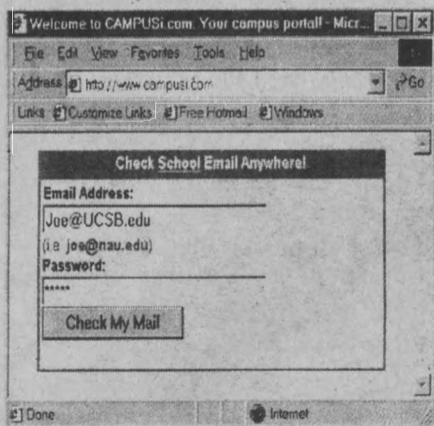 Welcome to CAMPUSi.com. Your campus portal! - Micr...
File Edit View Favorites Tools Help
Address http://www.campusi.com Go
Links Customize Links Free Hotmail Windows
Check School Email Anywhere!
Email Address:
Joe@UCSB.edu
(i.e. joe@nau.edu)
Password:
*****
Check My Mail
Done Internet